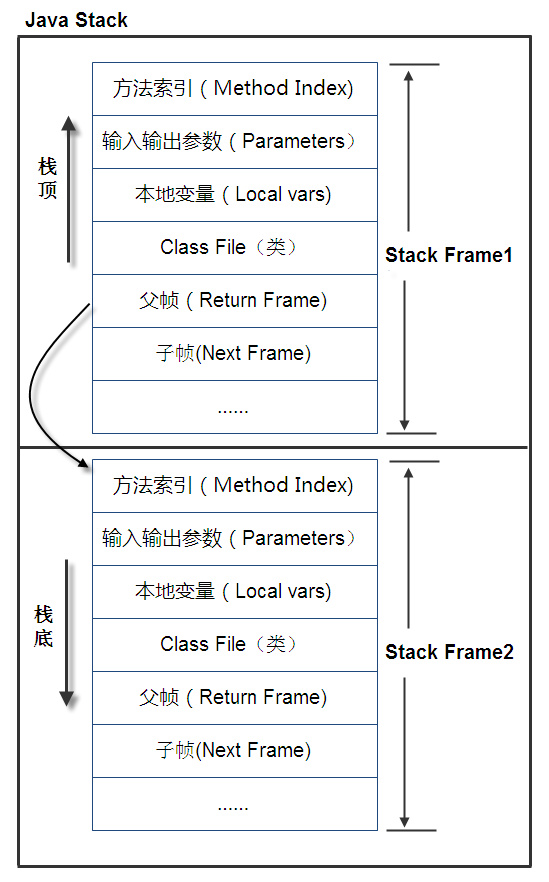 Java Stack
方法索引 ( Method Index)
输入输出参数 ( Parameters）
本地变量 ( Local vars)
Class File（类）
父帧 ( Return Frame)
子帧(Next Frame)
......
栈顶
Stack Frame1
方法索引 ( Method Index)
输入输出参数 ( Parameters）
本地变量 ( Local vars)
Class File（类）
父帧 ( Return Frame)
子帧(Next Frame)
......
栈底
Stack Frame2